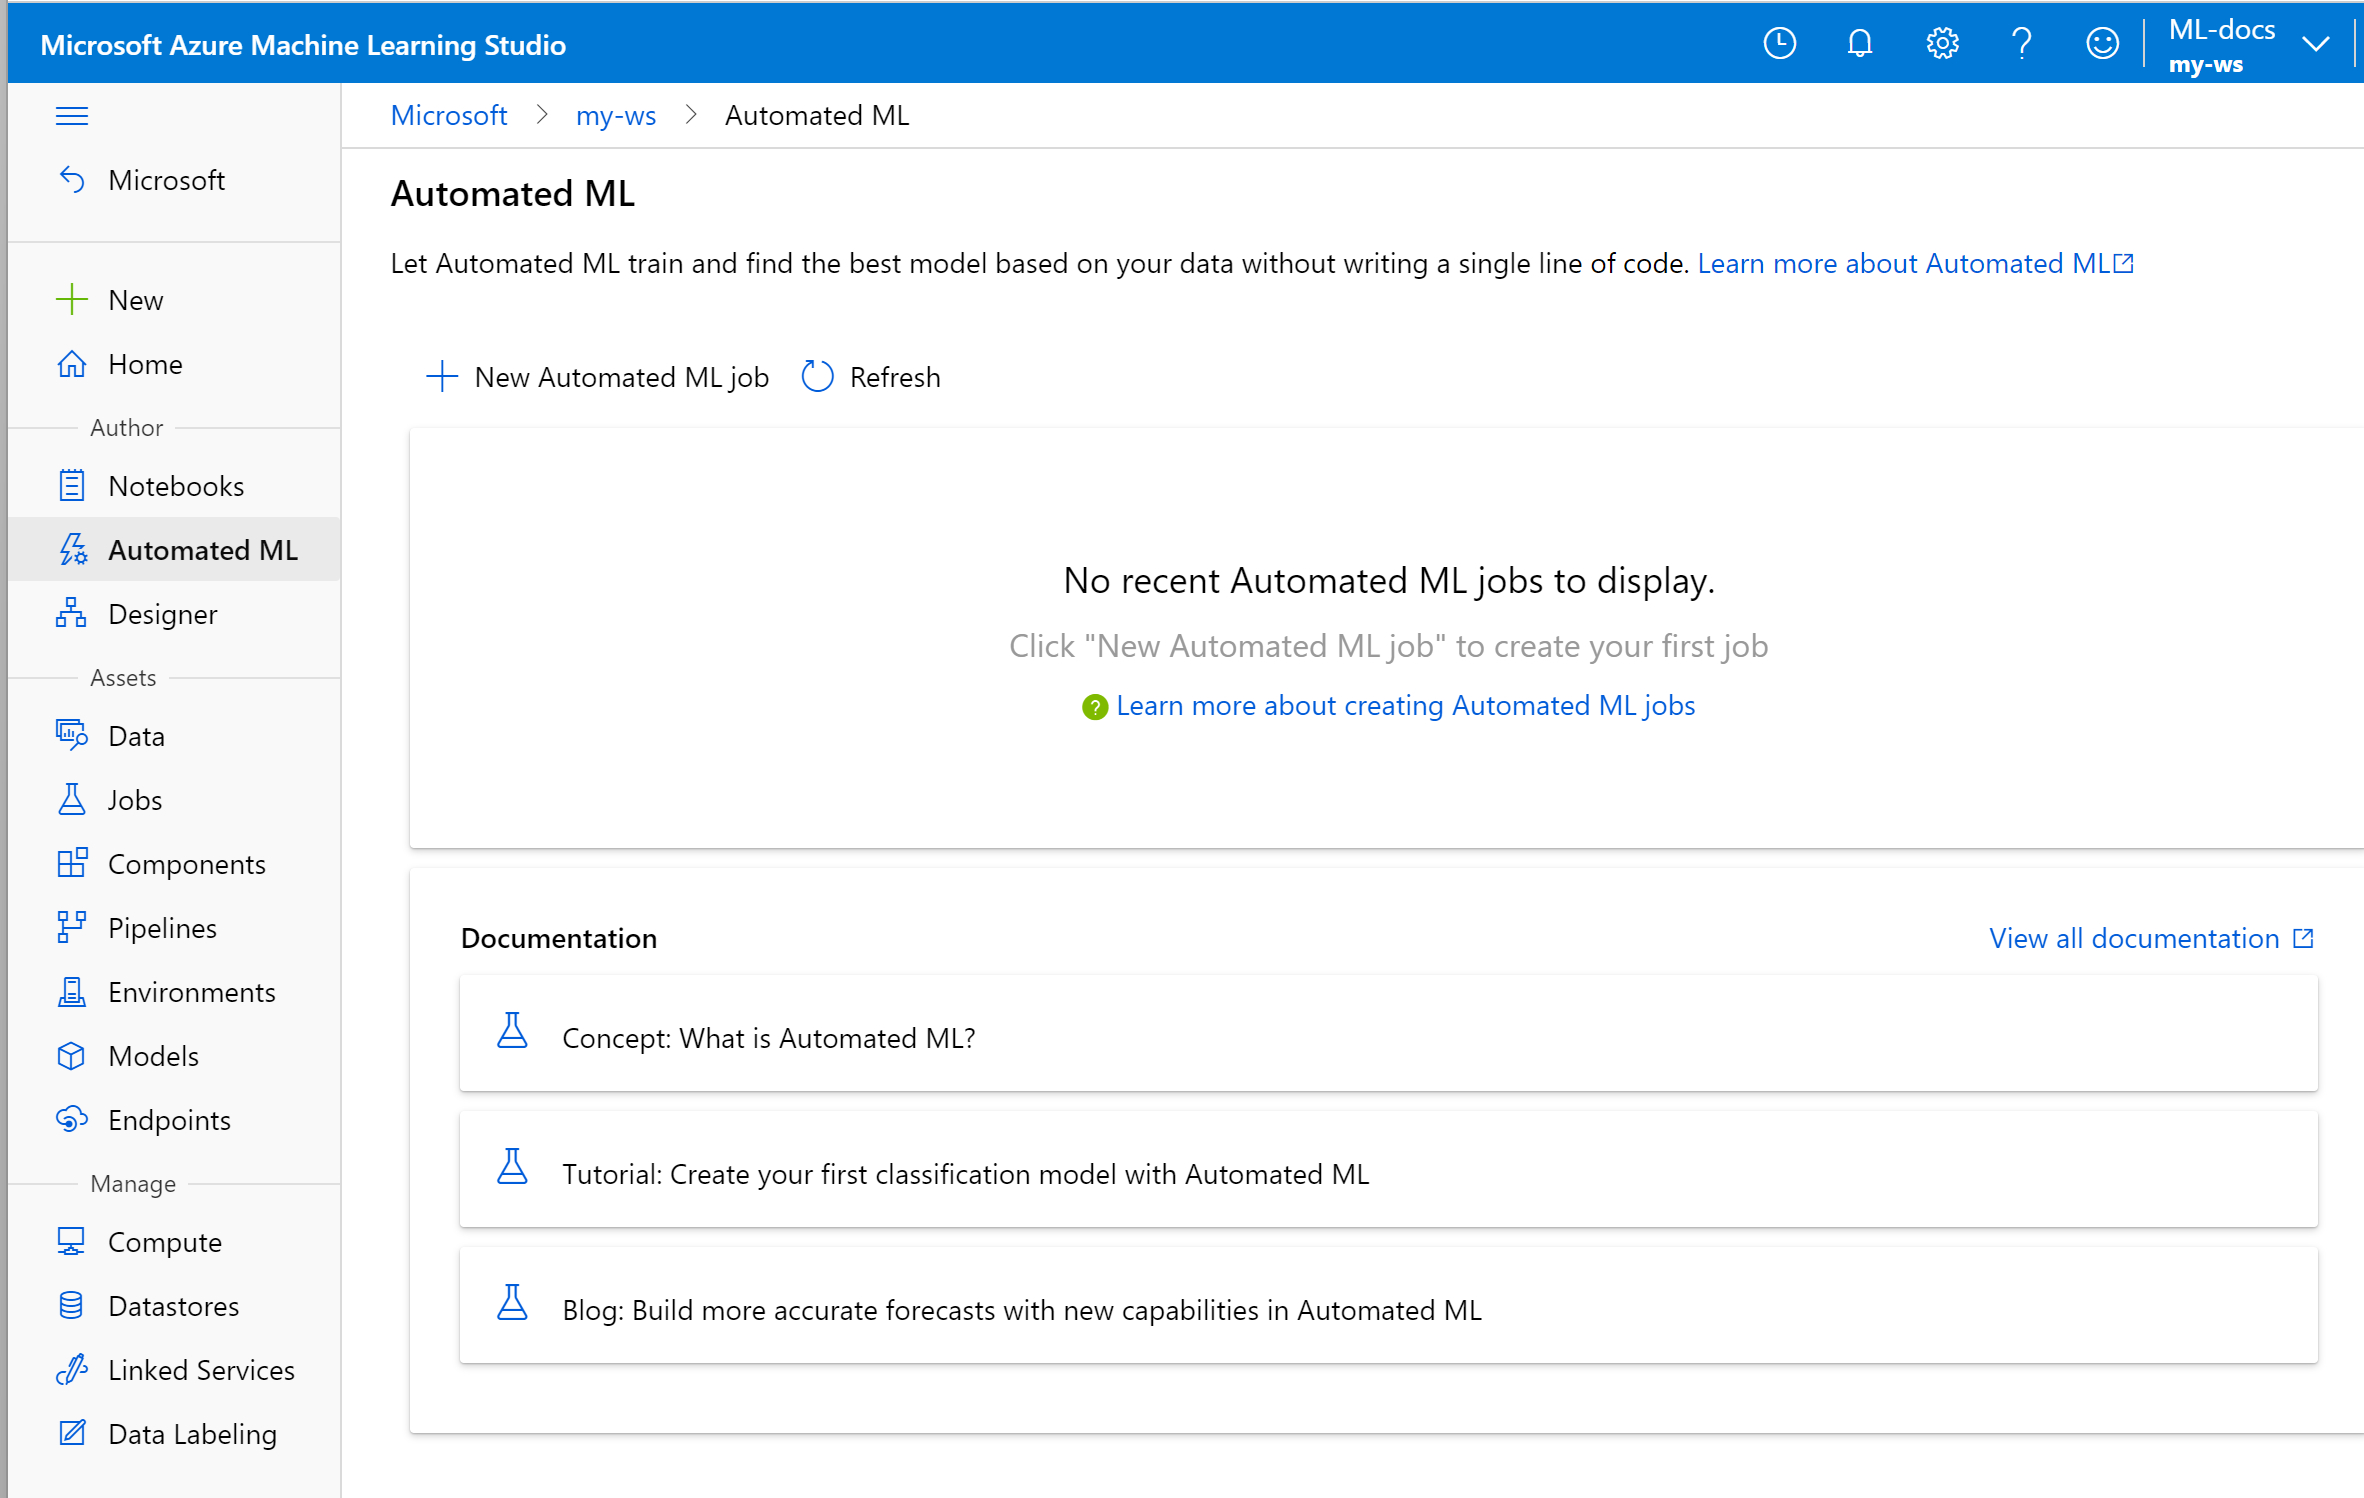 Microsoft Azure Machine Learning Studio
ML-docs
my-ws
Microsoft
New
Home
Author
Notebooks
Automated ML
Designer
Assets
Data
Jobs
Components
Pipelines
Environments
Models
Endpoints
Manage
Compute
Datastores
Linked Services
Data Labeling
Microsoft > my-ws > Automated ML
Automated ML
Let Automated ML train and find the best model based on your data without writing a single line of code. Learn more about Automated ML
New Automated ML job Refresh
No recent Automated ML jobs to display.
Click "New Automated ML job" to create your first job
Learn more about creating Automated ML jobs
Documentation View all documentation
Concept: What is Automated ML?
Tutorial: Create your first classification model with Automated ML
Blog: Build more accurate forecasts with new capabilities in Automated ML